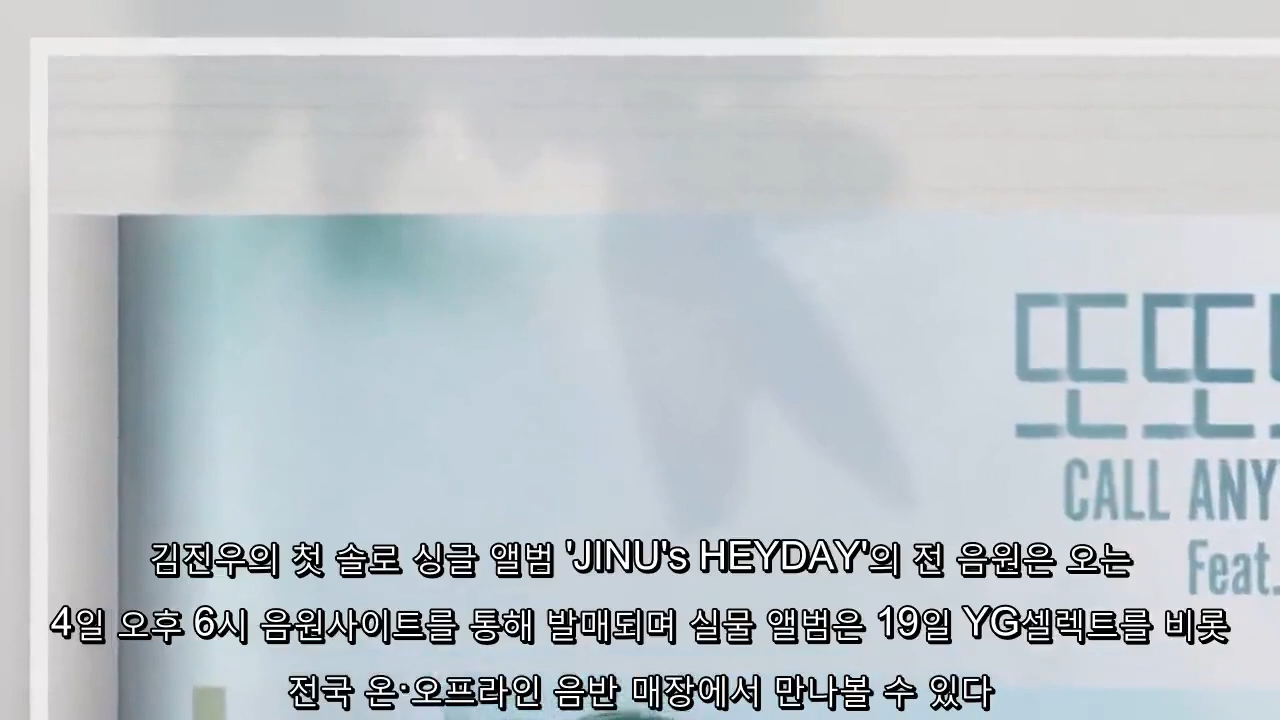 또또
CALL ANY
Feat.
김진우의 첫 솔로 싱글 앨범 'JINU's HEYDAY'의 전 음원은 오는
4일 오후 6시 음원사이트를 통해 발매되며 실물 앨범은 19일 YG셀렉트를 비롯
전국 온·오프라인 음반 매장에서 만나볼 수 있다